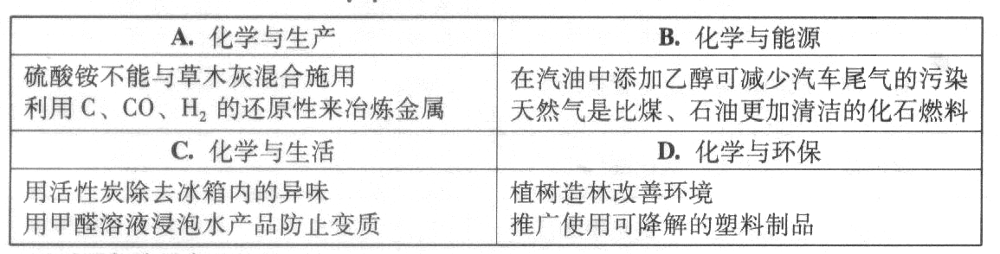 A. 化学与生产
B. 化学与能源
硫酸铵不能与草木灰混合施用
利用 C、CO、H₂ 的还原性来冶炼金属
在汽油中添加乙醇可减少汽车尾气的污染
天然气是比煤、石油更加清洁的化石燃料
C. 化学与生活
D. 化学与环保
用活性炭除去冰箱内的异味
用甲醛溶液浸泡水产品防止变质
植树造林改善环境
推广使用可降解的塑料制品